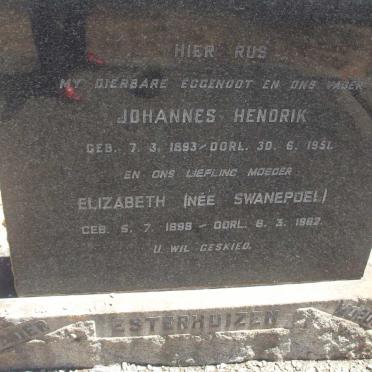 HIER RUS
MY DIERBARE EGGENOOT EN ONS VADER
JOHANNES HENDRIK
GEB. 7. 3. 1893 - OORL. 30. 6. 1951.
EN ONS LIEFLING MOEDER
ELIZABETH (NÉE SWANEPOEL)
GEB. 5. 7. 1898 - OORL. 8. 3. 1982.
U WIL GESKIED.
ESTERHUIZEN